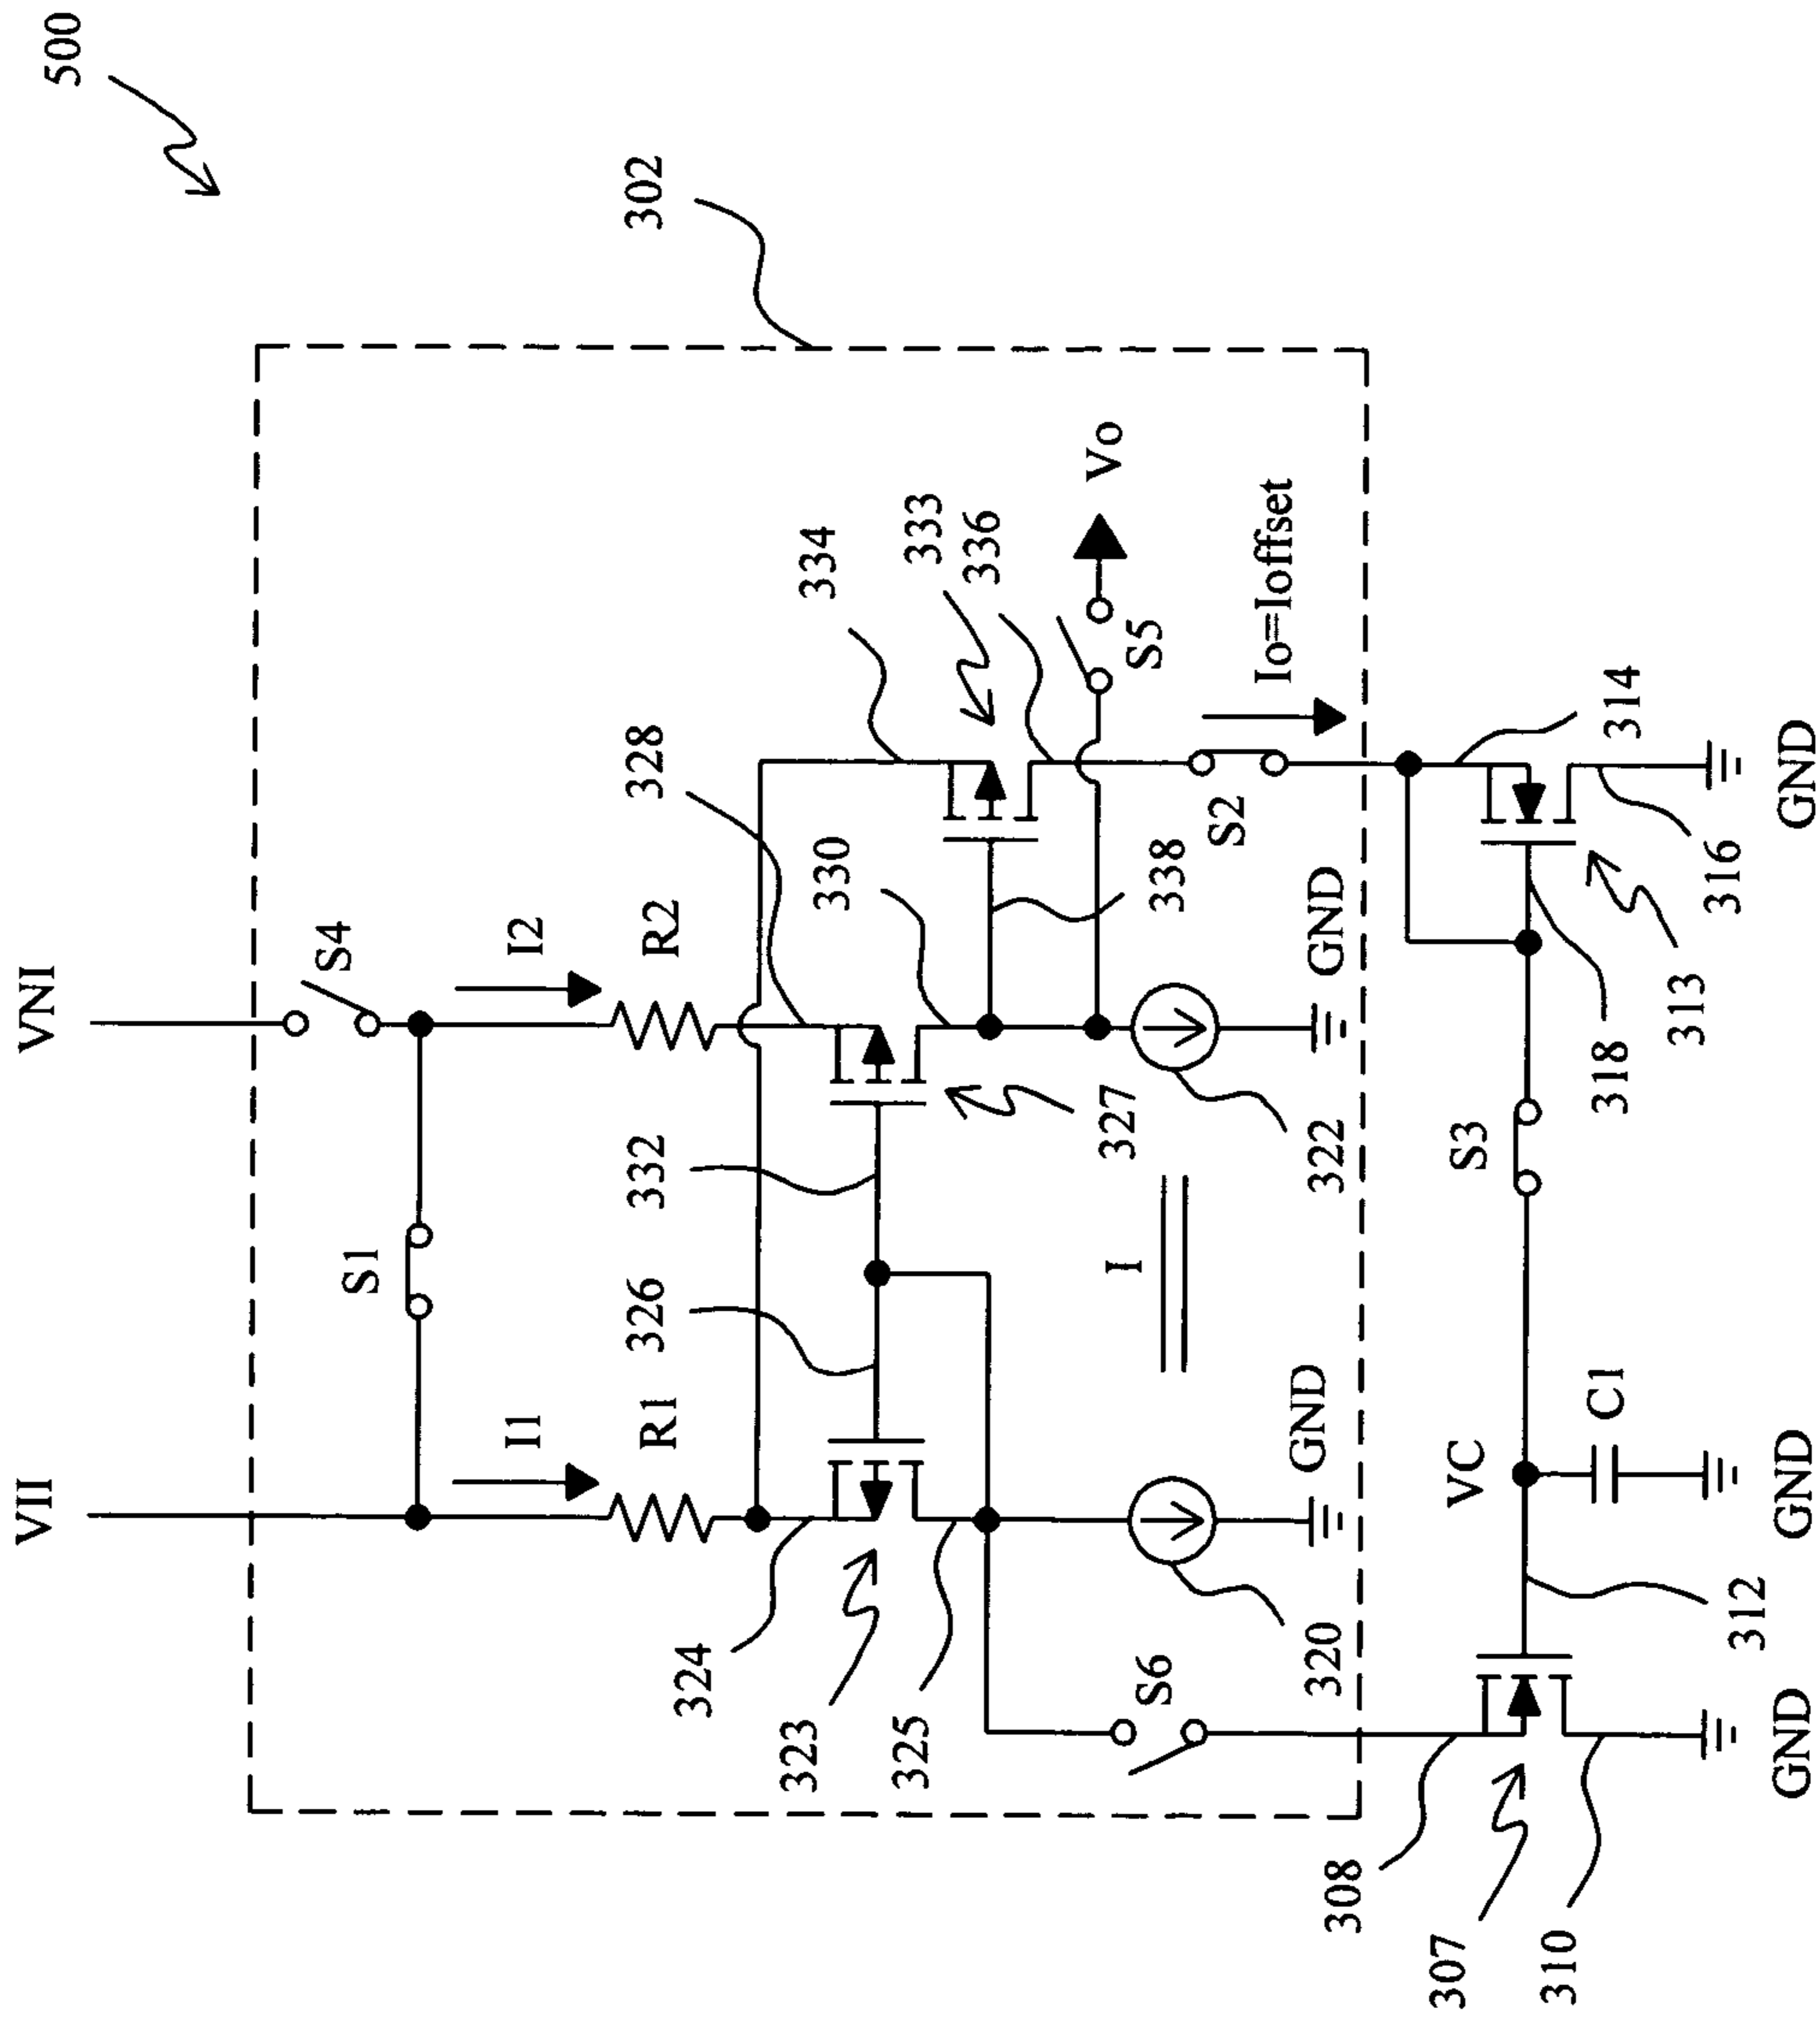 500
302
VII
VNI
S4
S1
I1
I2
R1
R2
328
334
333
336
Vo
S5
Io=Ioffset
324
326
332
330
338
S2
323
325
327
I
320
322
GND
GND
S6
308
307
310
312
VC
C1
S3
318
313
314
316
GND
GND
GND